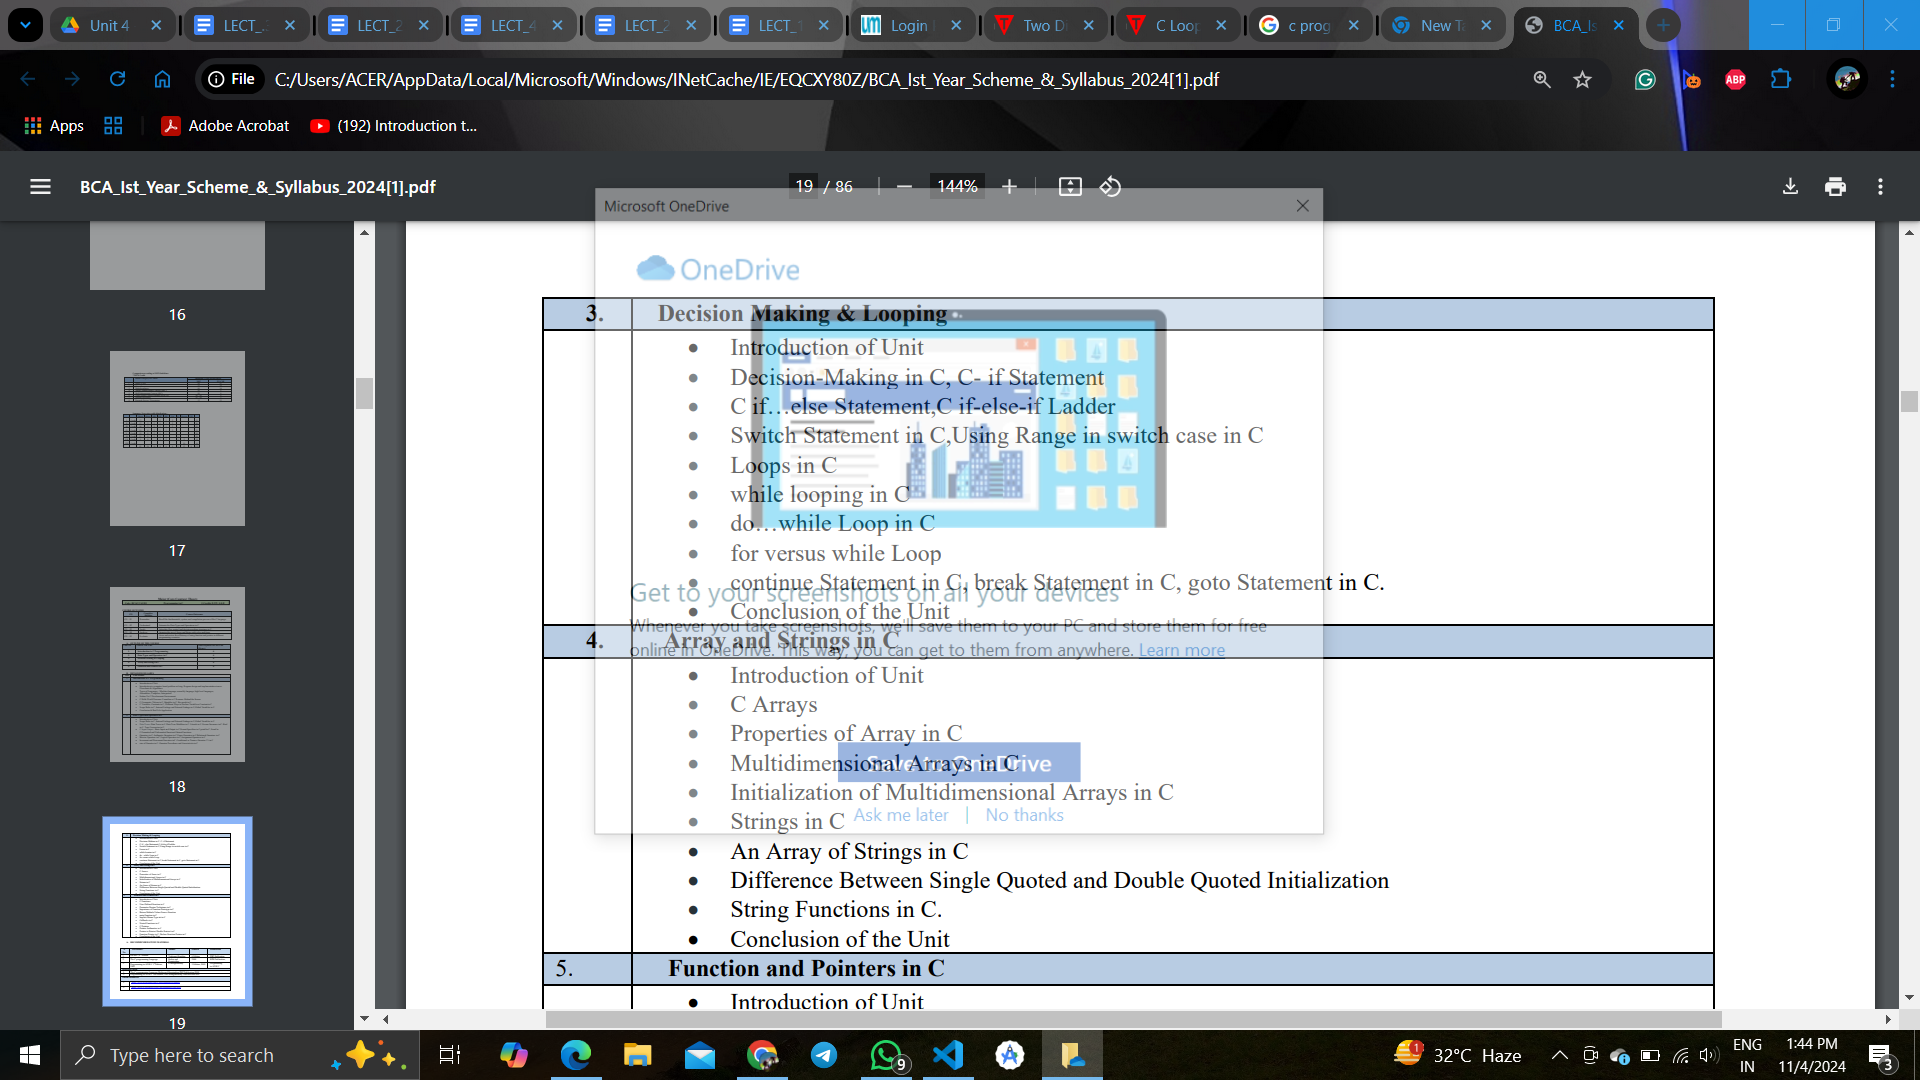 Unit 4
LECT_
LECT_2
LECT_4
LECT_2
LECT_1
Login
Two Di
C Loop
c prog
New Ta
BCA_Is
File
C:/Users/ACER/AppData/Local/Microsoft/Windows/INetCache/IE/EQCXY80Z/BCA_Ist_Year_Scheme_&_Syllabus_2024[1].pdf
ABP
Apps
Adobe Acrobat
(192) Introduction t...
BCA_Ist_Year_Scheme_&_Syllabus_2024[1].pdf
19 / 86
144%
Microsoft OneDrive
OneDrive
16
17
18
19
3. Decision Making & Looping
• Introduction of Unit
• Decision-Making in C, C- if Statement
• C if…else Statement,C if-else-if Ladder
• Switch Statement in C,Using Range in switch case in C
• Loops in C
• while looping in C
• do…while Loop in C
• for versus while Loop
• continue Statement in C, break Statement in C, goto Statement in C.
Get to your screenshots on all your devices
• Conclusion of the Unit
Whenever you take screenshots, we'll save them to your PC and store them for free
4. Array and Strings in C
online in OneDrive. This way, you can get to them from anywhere. Learn more
• Introduction of Unit
• C Arrays
• Properties of Array in C
• Multidimensional Arrays in C
Save to OneDrive
• Initialization of Multidimensional Arrays in C
• Strings in C
Ask me later | No thanks
• An Array of Strings in C
• Difference Between Single Quoted and Double Quoted Initialization
• String Functions in C.
• Conclusion of the Unit
5. Function and Pointers in C
• Introduction of Unit
Type here to search
9
32°C Haze
ENG
IN
1:44 PM
11/4/2024
3